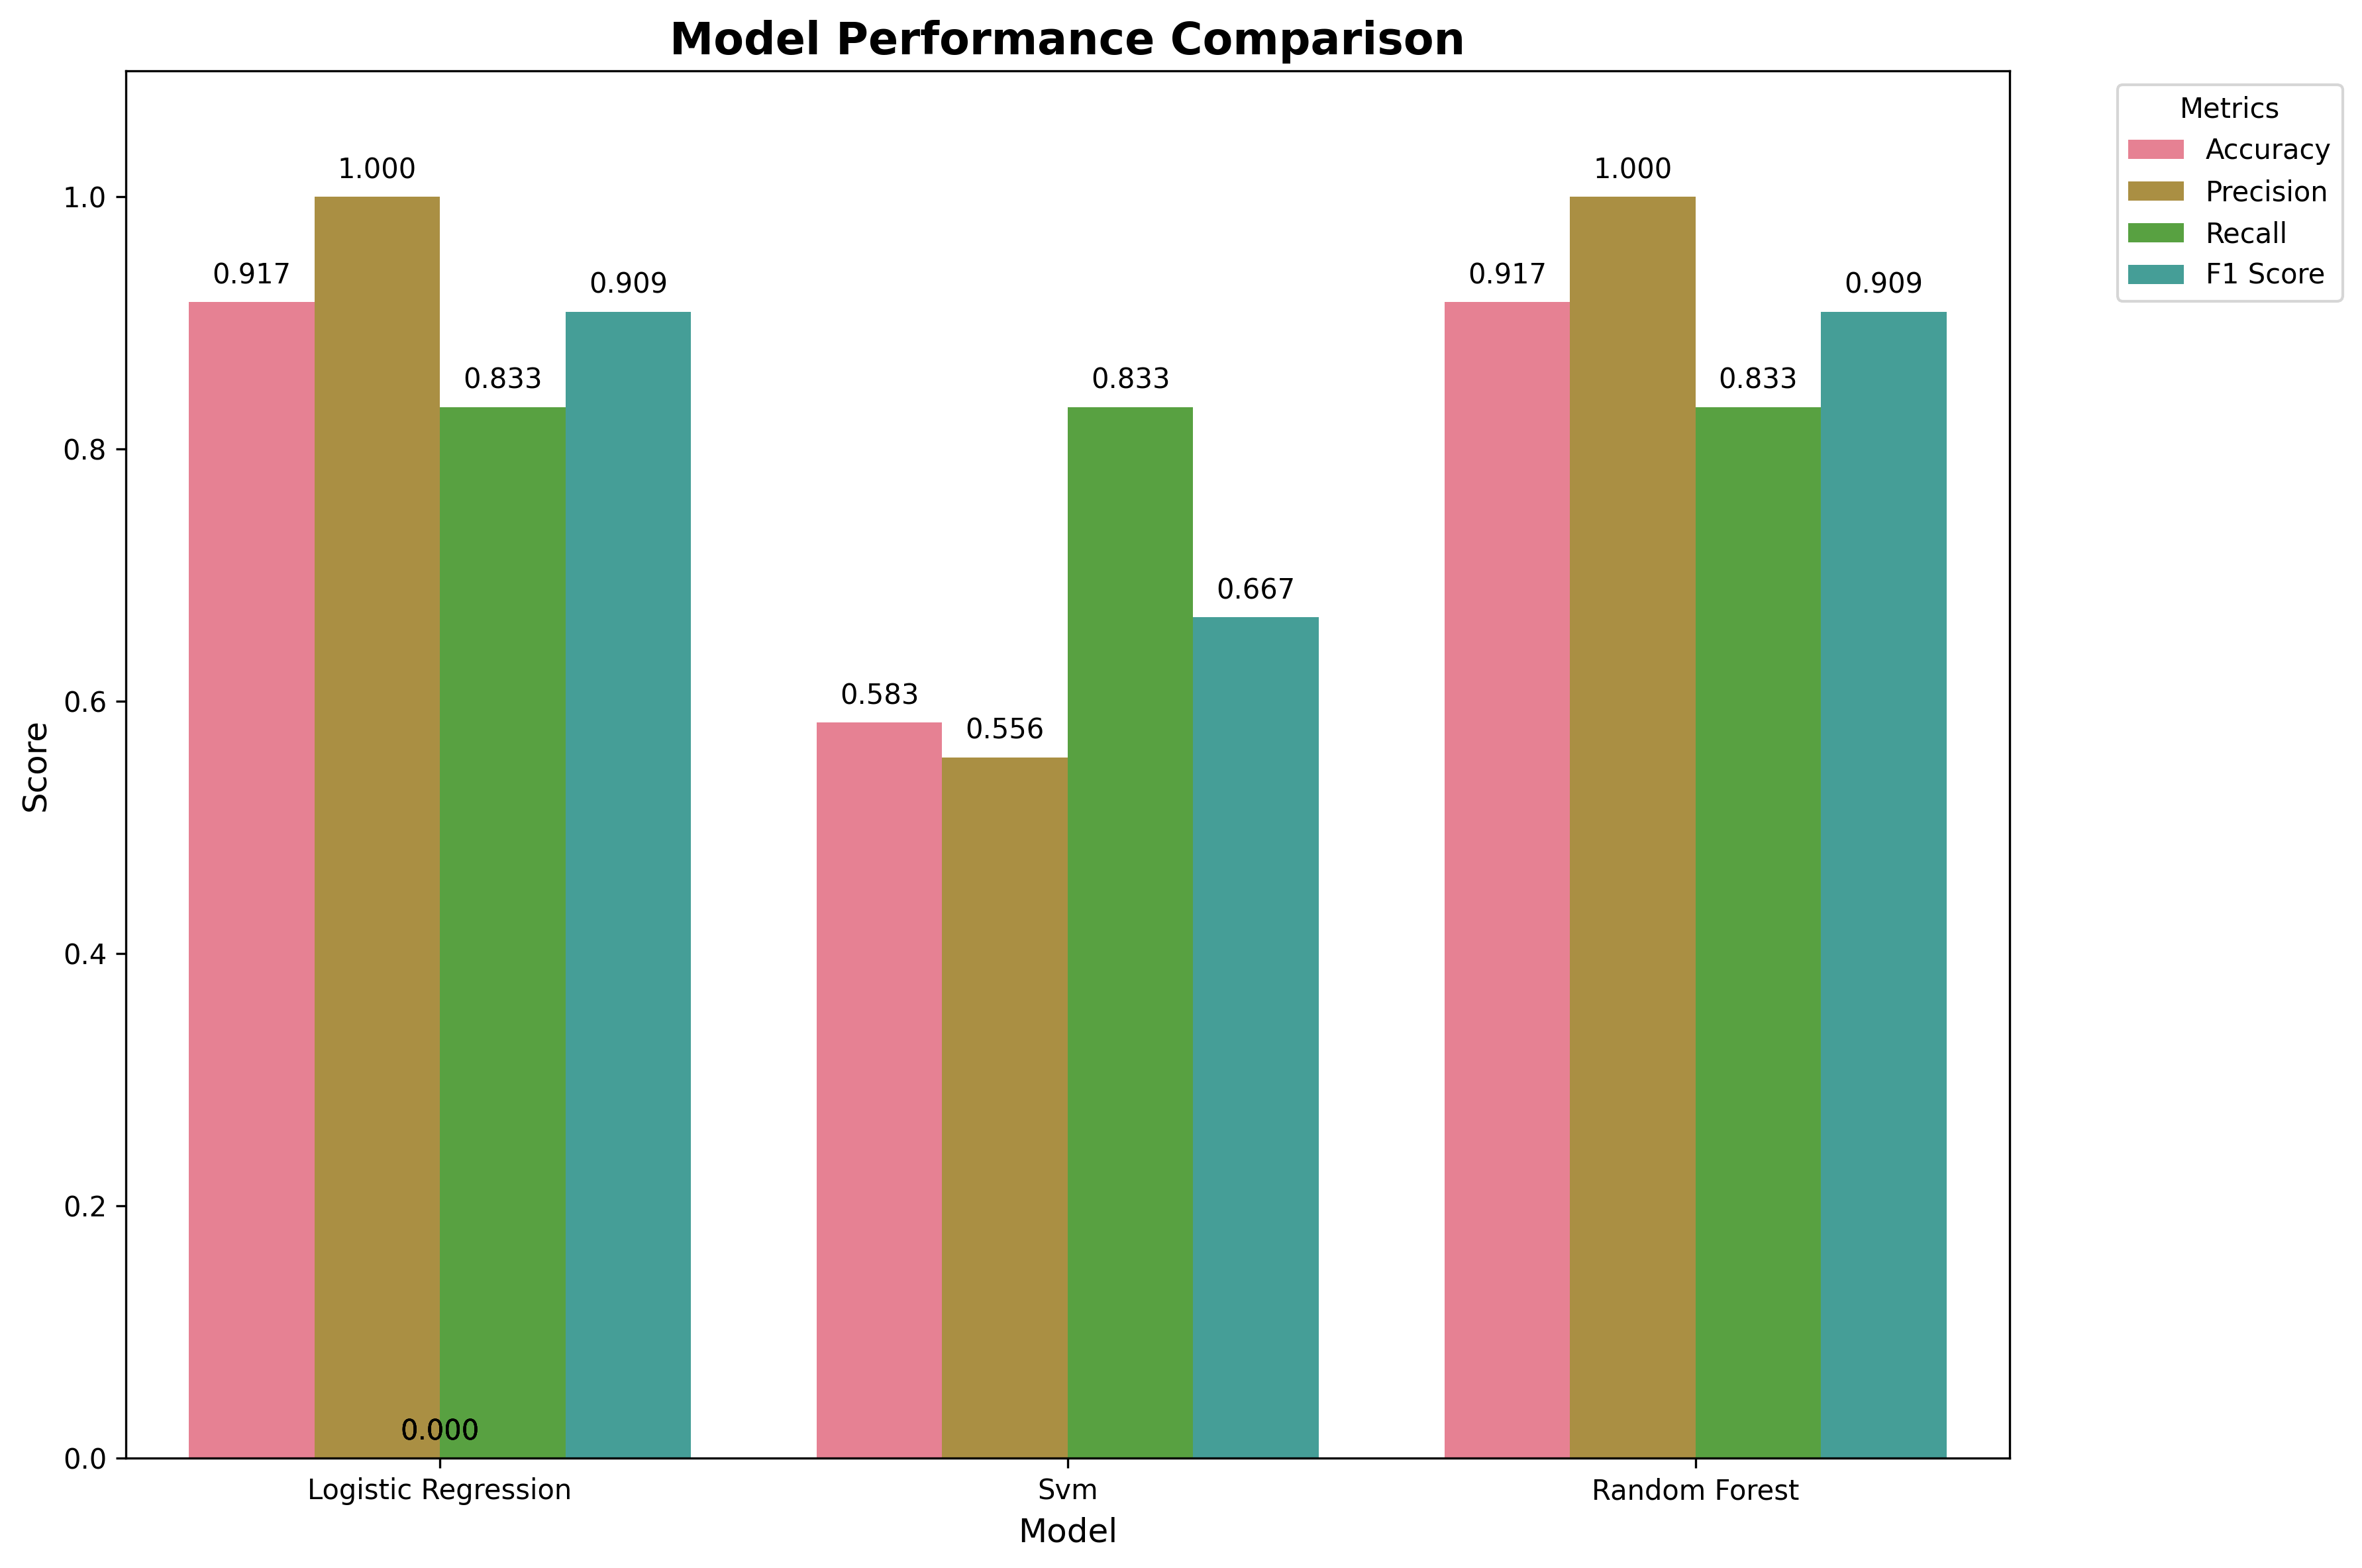 Model Performance Comparison
Metrics
Accuracy
Precision
Recall
F1 Score
Score
1.0
0.8
0.6
0.4
0.2
0.0
0.917
1.000
0.833
0.909
0.000
0.583
0.556
0.833
0.667
0.917
1.000
0.833
0.909
Logistic Regression
Svm
Random Forest
Model